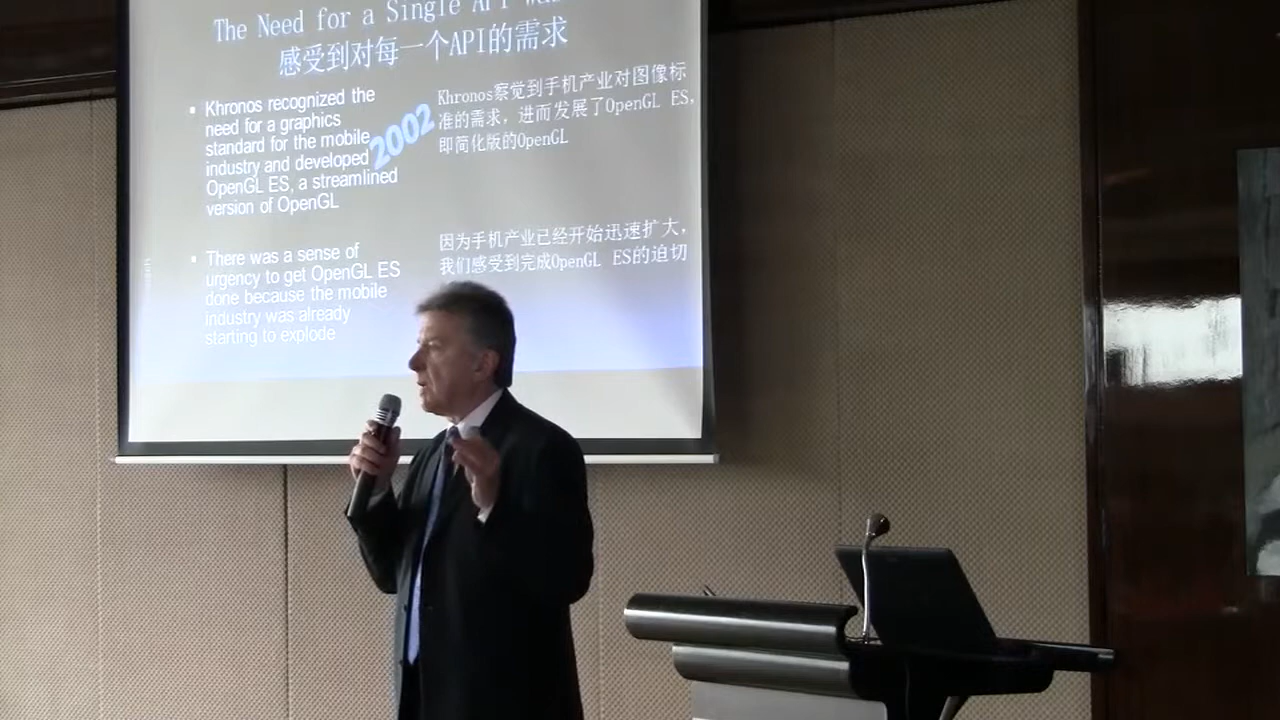 The Need for a Single API
感受到对每一个API的需求
Khronos recognized the
need for a graphics
standard for the mobile
industry and developed
OpenGL ES, a streamlined
version of OpenGL
2002
Khronos察觉到手机产业对图像标
准的需求，进而发展了OpenGL ES,
即简化版的OpenGL
There was a sense of
urgency to get OpenGL ES
done because the mobile
industry was already
starting to explode
因为手机产业已经开始迅速扩大，
我们感受到完成OpenGL ES的迫切